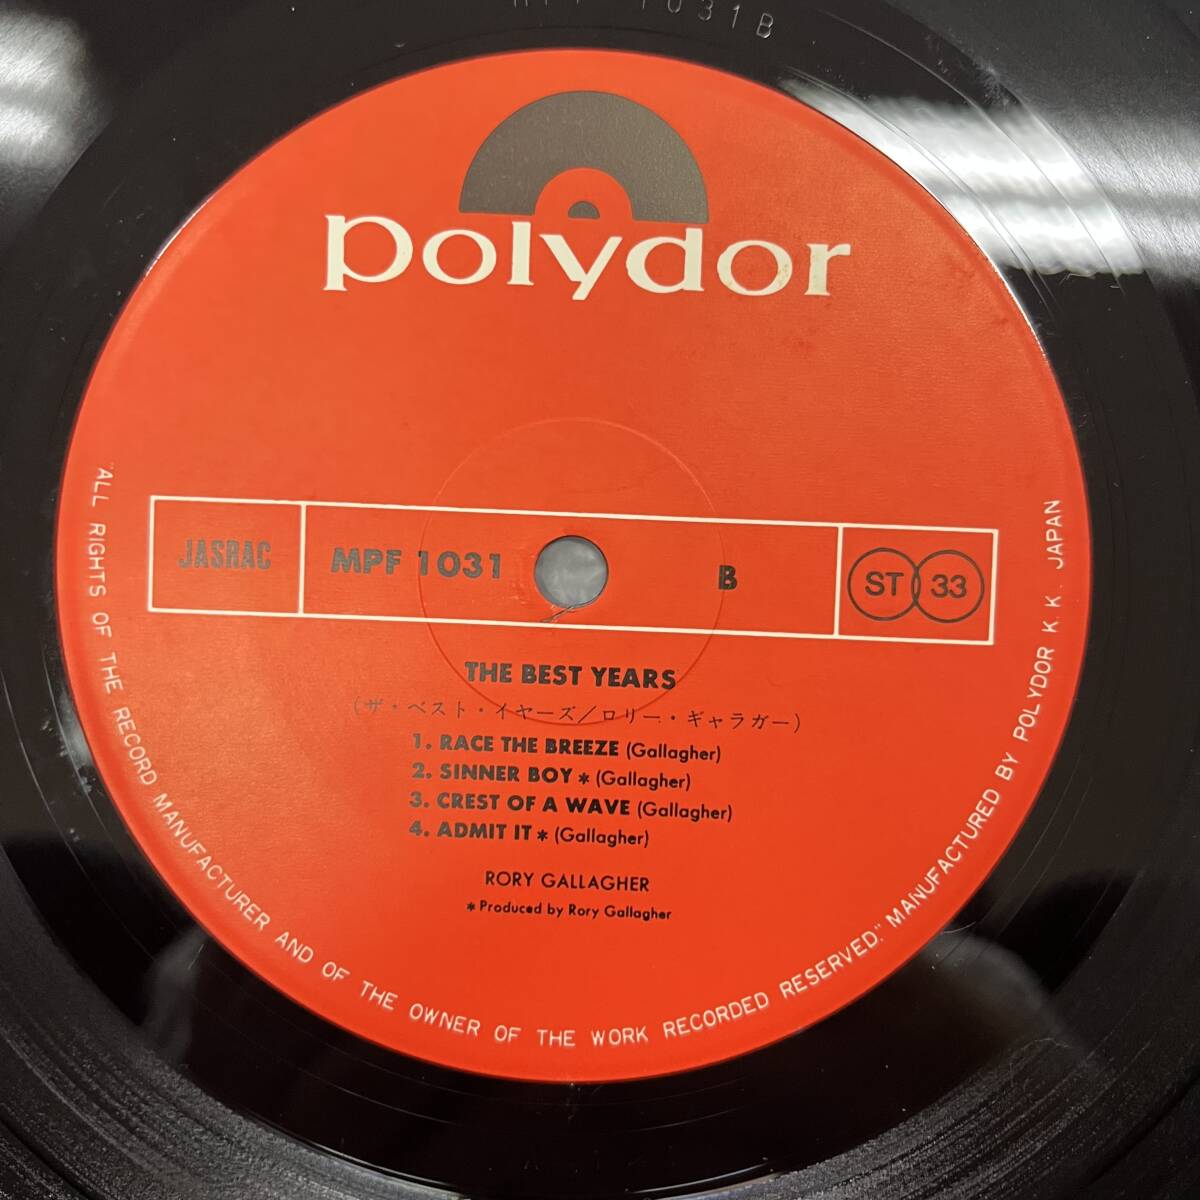 1031 B
polydor
JASRAC
MPF 1031
B
ST 33
THE BEST YEARS
(ザ・ベスト・イヤーズ/ロリー・ギャラガー)
1. RACE THE BREEZE (Gallagher)
2. SINNER BOY * (Gallagher)
3. CREST OF A WAVE (Gallagher)
4. ADMIT IT * (Gallagher)
RORY GALLAGHER
* Produced by Rory Gallagher
"ALL RIGHTS OF THE RECORD MANUFACTURER AND OF THE OWNER OF THE WORK RECORDED RESERVED." MANUFACTURED BY POLYDOR K.K. JAPAN